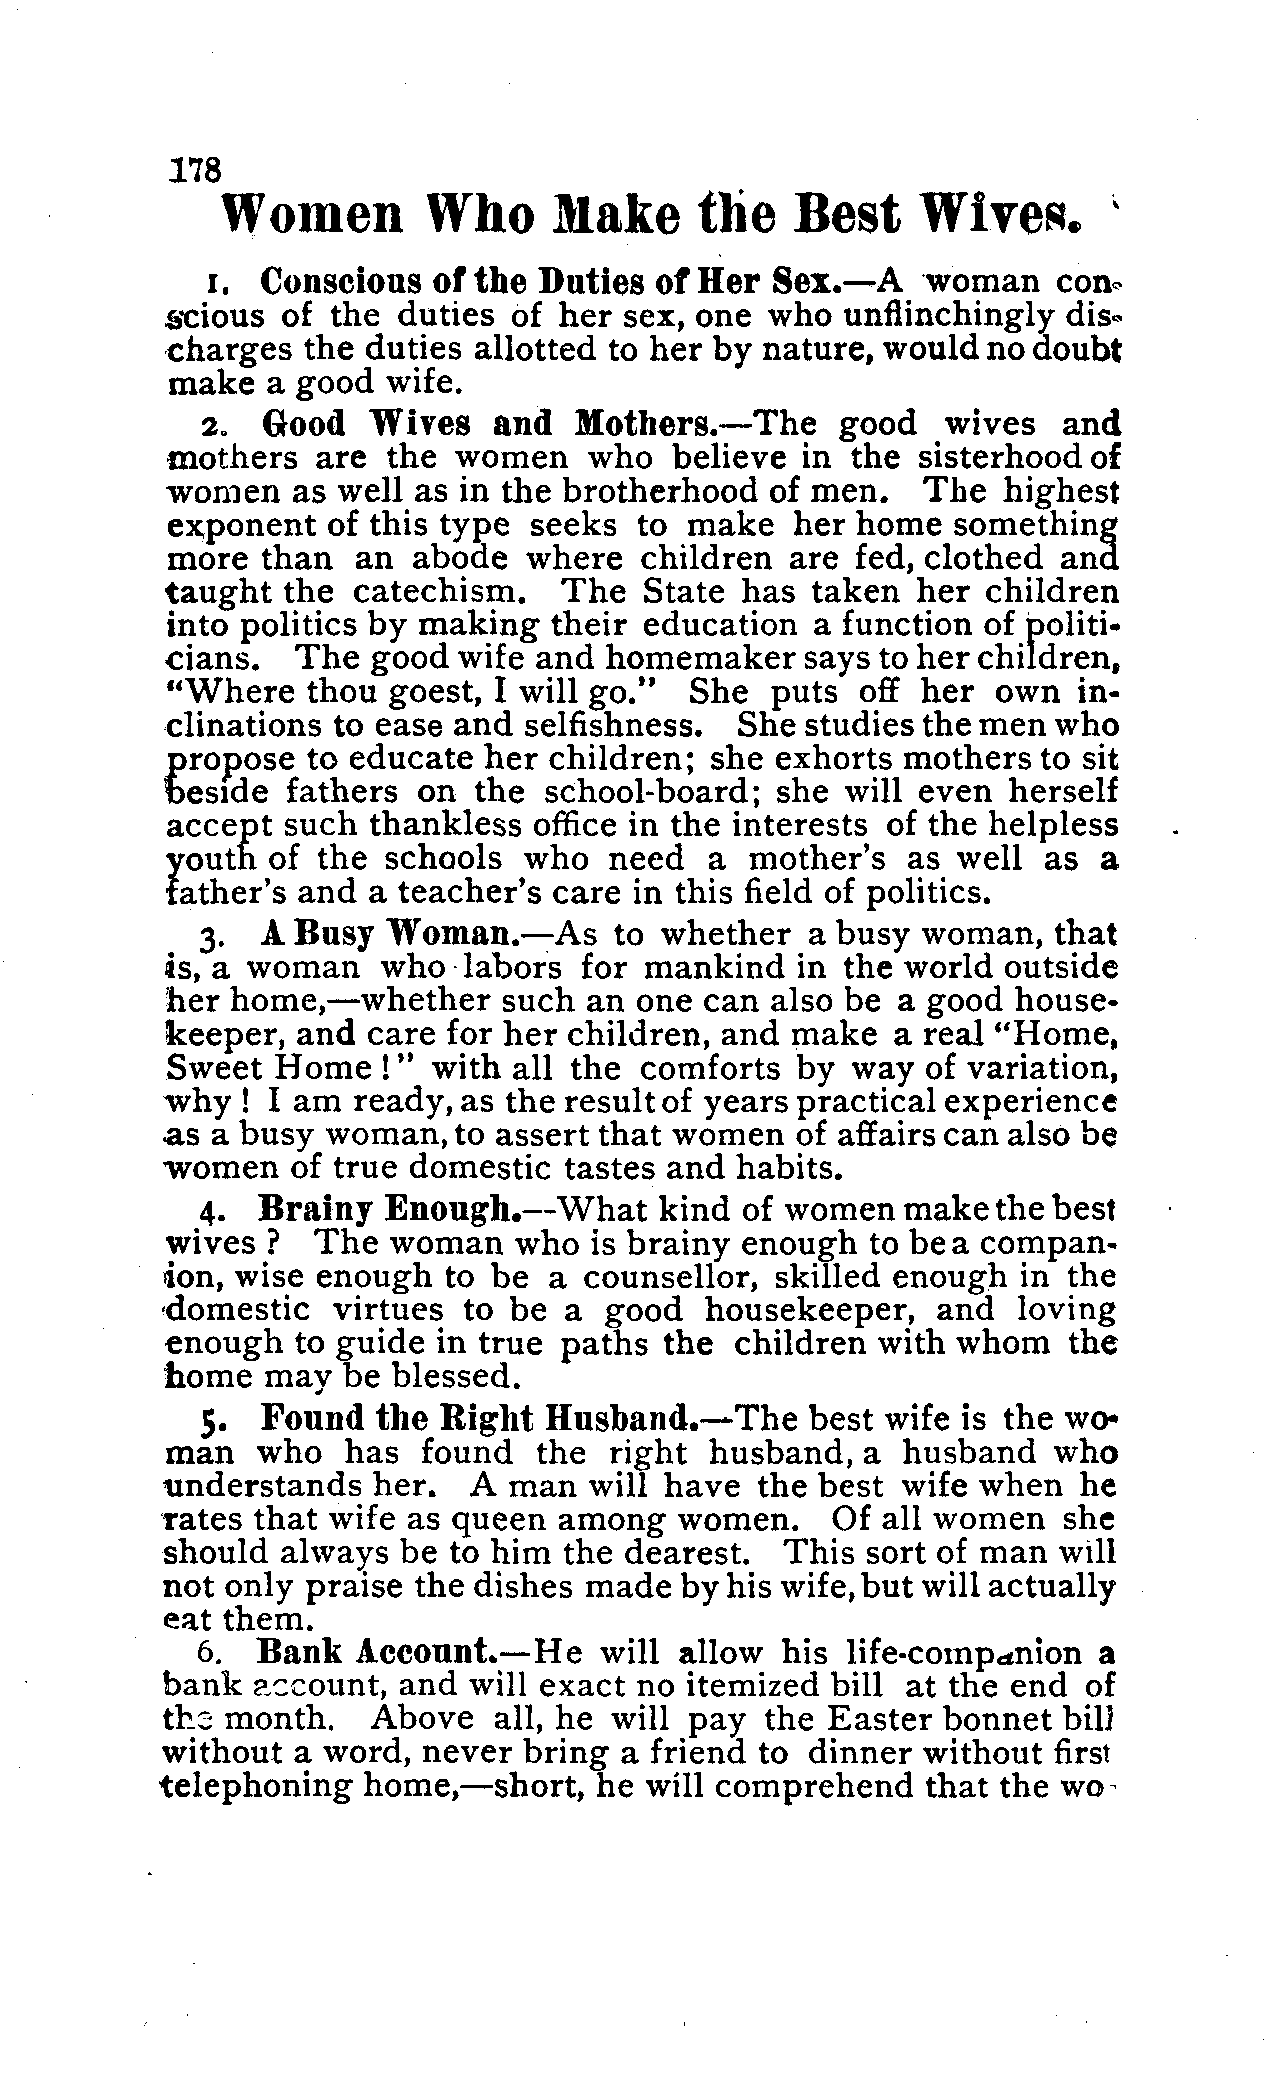 178
Women Who Make the Best Wives.
1. Conscious of the Duties of Her Sex.—A woman con-
scious of the duties of her sex, one who unflinchingly dis-
charges the duties allotted to her by nature, would no doubt
make a good wife.
2. Good Wives and Mothers.—The good wives and
mothers are the women who believe in the sisterhood of
women as well as in the brotherhood of men. The highest
exponent of this type seeks to make her home something
more than an abode where children are fed, clothed and
taught the catechism. The State has taken her children
into politics by making their education a function of politi-
cians. The good wife and homemaker says to her children,
“Where thou goest, I will go.” She puts off her own in-
clinations to ease and selfishness. She studies the men who
propose to educate her children; she exhorts mothers to sit
beside fathers on the school-board; she will even herself
accept such thankless office in the interests of the helpless
youth of the schools who need a mother's as well as a
father's and a teacher's care in this field of politics.
3. A Busy Woman.—As to whether a busy woman, that
is, a woman who labors for mankind in the world outside
her home,—whether such an one can also be a good house-
keeper, and care for her children, and make a real “Home,
Sweet Home !” with all the comforts by way of variation,
why ! I am ready, as the result of years practical experience
as a busy woman, to assert that women of affairs can also be
women of true domestic tastes and habits.
4. Brainy Enough.—What kind of women make the best
wives ? The woman who is brainy enough to be a compan-
ion, wise enough to be a counsellor, skilled enough in the
domestic virtues to be a good housekeeper, and loving
enough to guide in true paths the children with whom the
home may be blessed.
5. Found the Right Husband.—The best wife is the wo-
man who has found the right husband, a husband who
understands her. A man will have the best wife when he
rates that wife as queen among women. Of all women she
should always be to him the dearest. This sort of man will
not only praise the dishes made by his wife, but will actually
eat them.
6. Bank Account.—He will allow his life-companion a
bank account, and will exact no itemized bill at the end of
the month. Above all, he will pay the Easter bonnet bill
without a word, never bring a friend to dinner without first
telephoning home,—short, he will comprehend that the wo-